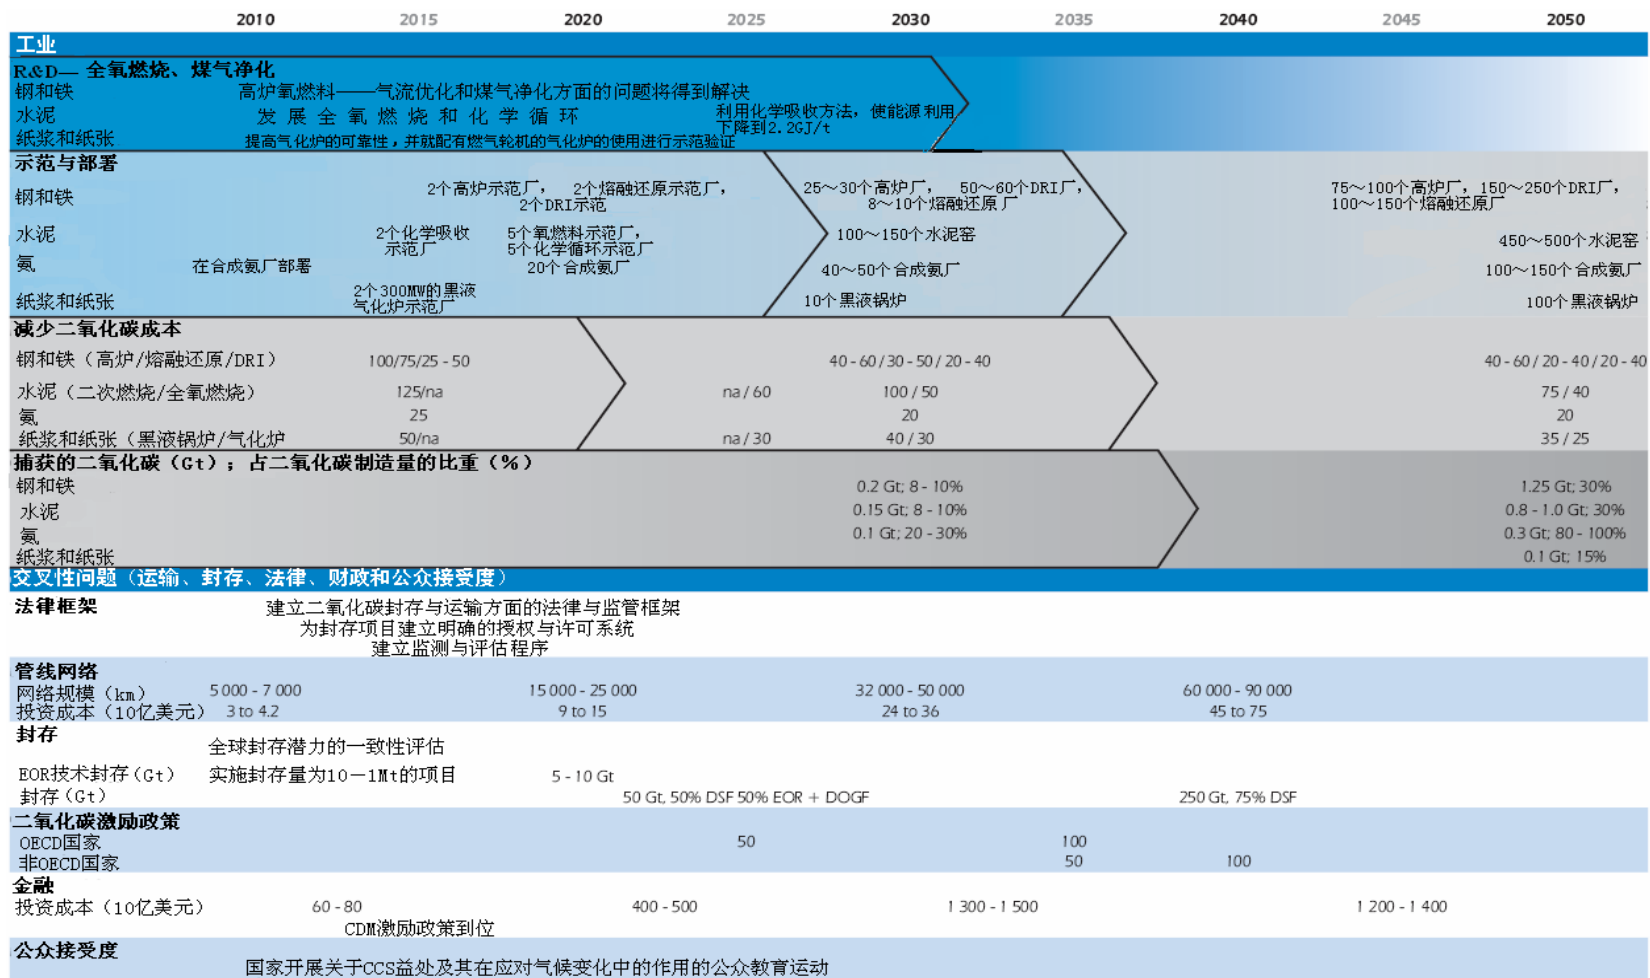 2010 2015 2020 2025 2030 2035 2040 2045 2050
工业
R&D— 全氧燃烧、煤气净化
钢和铁 高炉氧燃料——气流优化和煤气净化方面的问题将得到解决
水泥 发展全氧燃烧和化学循环 利用化学吸收方法，使能源利用
下降到2.2GJ/t
纸浆和纸张 提高气化炉的可靠性，并就配有燃气轮机的气化炉的使用进行示范验证
示范与部署
钢和铁 2个高炉示范厂， 2个熔融还原示范厂， 25～30个高炉厂， 50～60个DRI厂， 75～100个高炉厂，150～250个DRI厂，
2个DRI示范 8～10个熔融还原厂 100～150个熔融还原厂
水泥 2个化学吸收 5个氧燃料示范厂， 100～150个水泥窑 450～500个水泥窑
示范厂 5个化学循环示范厂
氨 在合成氨厂部署 20个合成氨厂 40～50个合成氨厂 100～150个合成氨厂
纸浆和纸张 2个300MW的黑液 10个黑液锅炉 100个黑液锅炉
气化炉示范厂
减少二氧化碳成本
钢和铁（高炉/熔融还原/DRI） 100/75/25 - 50 40 - 60 / 30 - 50 / 20 - 40 40 - 60 / 20 - 40 / 20 - 40
水泥（二次燃烧/全氧燃烧） 125/na na / 60 100 / 50 75 / 40
氨 25 20 20
纸浆和纸张（黑液锅炉/气化炉 50/na na / 30 40 / 30 35 / 25
捕获的二氧化碳（Gt）；占二氧化碳制造量的比重（%）
钢和铁 0.2 Gt; 8 - 10% 1.25 Gt; 30%
水泥 0.15 Gt; 8 - 10% 0.8 - 1.0 Gt; 30%
氨 0.1 Gt; 20 - 30% 0.3 Gt; 80 - 100%
纸浆和纸张 0.1 Gt; 15%
交叉性问题（运输、封存、法律、财政和公众接受度）
法律框架 建立二氧化碳封存与运输方面的法律与监管框架
为封存项目建立明确的授权与许可系统
建立监测与评估程序
管线网络
网络规模（km） 5 000 - 7 000 15 000 - 25 000 32 000 - 50 000 60 000 - 90 000
投资成本（10亿美元） 3 to 4.2 9 to 15 24 to 36 45 to 75
封存
全球封存潜力的一致性评估
EOR技术封存（Gt） 实施封存量为10－1Mt的项目 5 - 10 Gt
封存（Gt） 50 Gt, 50% DSF 50% EOR + DOGF 250 Gt, 75% DSF
二氧化碳激励政策
OECD国家 50 100
非OECD国家 50 100
金融
投资成本（10亿美元） 60 - 80 400 - 500 1 300 - 1 500 1 200 - 1 400
CDM激励政策到位
公众接受度
国家开展关于CCS益处及其在应对气候变化中的作用的公众教育运动